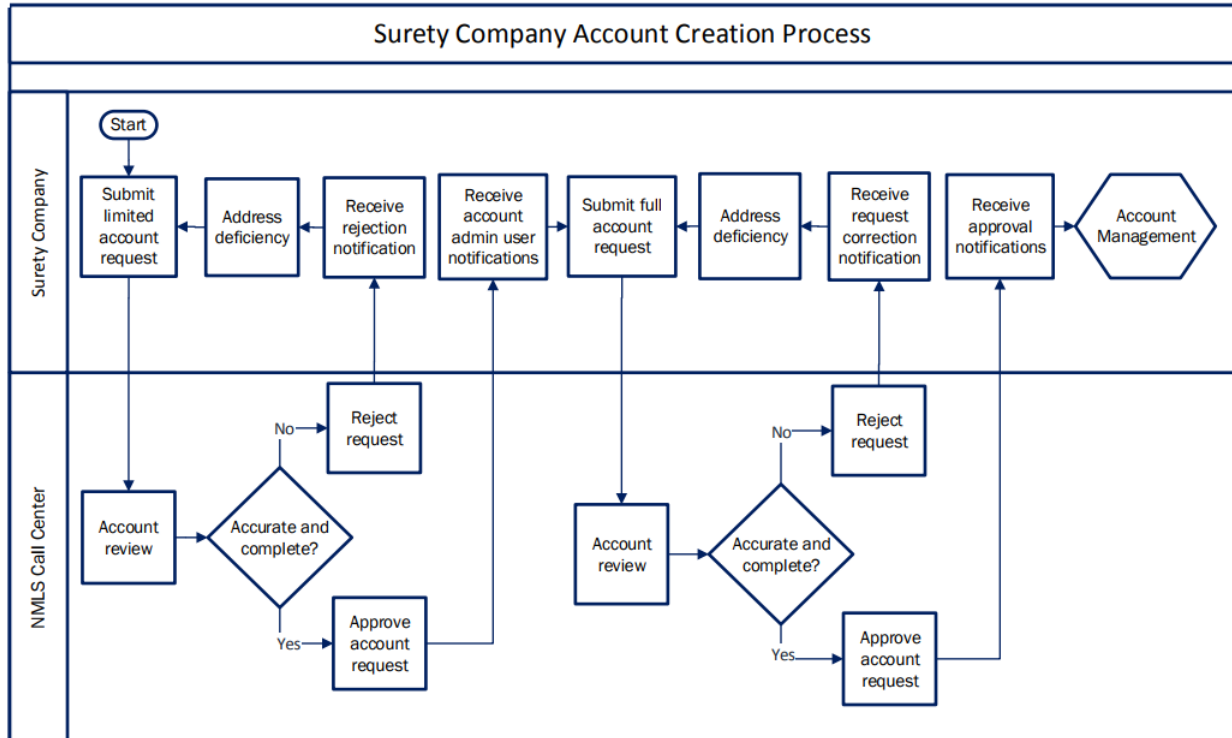 Surety Company Account Creation Process
Surety Company
Start
Submit
limited
account
request
Address
deficiency
Receive
rejection
notification
Receive
account
admin user
notifications
Submit full
account
request
Address
deficiency
Receive
request
correction
notification
Receive
approval
notifications
Account
Management
NMLS Call Center
Account
review
Accurate and
complete?
No
Reject
request
Yes
Approve
account
request
Account
review
Accurate and
complete?
No
Reject
request
Yes
Approve
account
request